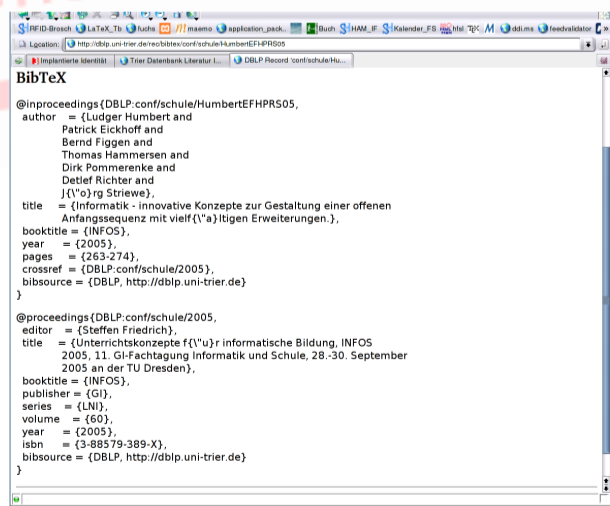 RFID-Brosch LaTeX_Tb fuchs maemo application_pack.. Buch HAM_IF Kalender_FS htsl TeX M ddi.ms feedvalidator »
Location: http://dblp.uni-trier.de/rec/bibtex/conf/schule/HumbertEFHPRS05
Implantierte Identität Trier Datenbank Literatur I... DBLP Record 'conf/schule/Hu...
BibTeX
@inproceedings{DBLP:conf/schule/HumbertEFHPRS05,
author = {Ludger Humbert and
Patrick Eickhoff and
Bernd Figgen and
Thomas Hammersen and
Dirk Pommerenke and
Detlef Richter and
J{\"o}rg Striewe},
title = {Informatik - innovative Konzepte zur Gestaltung einer offenen
Anfangssequenz mit vielf{\"a}ltigen Erweiterungen.},
booktitle = {INFOS},
year = {2005},
pages = {263-274},
crossref = {DBLP:conf/schule/2005},
bibsource = {DBLP, http://dblp.uni-trier.de}
}
@proceedings{DBLP:conf/schule/2005,
editor = {Steffen Friedrich},
title = {Unterrichtskonzepte f{\"u}r informatische Bildung, INFOS
2005, 11. GI-Fachtagung Informatik und Schule, 28.-30. September
2005 an der TU Dresden},
booktitle = {INFOS},
publisher = {GI},
series = {LNI},
volume = {60},
year = {2005},
isbn = {3-88579-389-X},
bibsource = {DBLP, http://dblp.uni-trier.de}
}